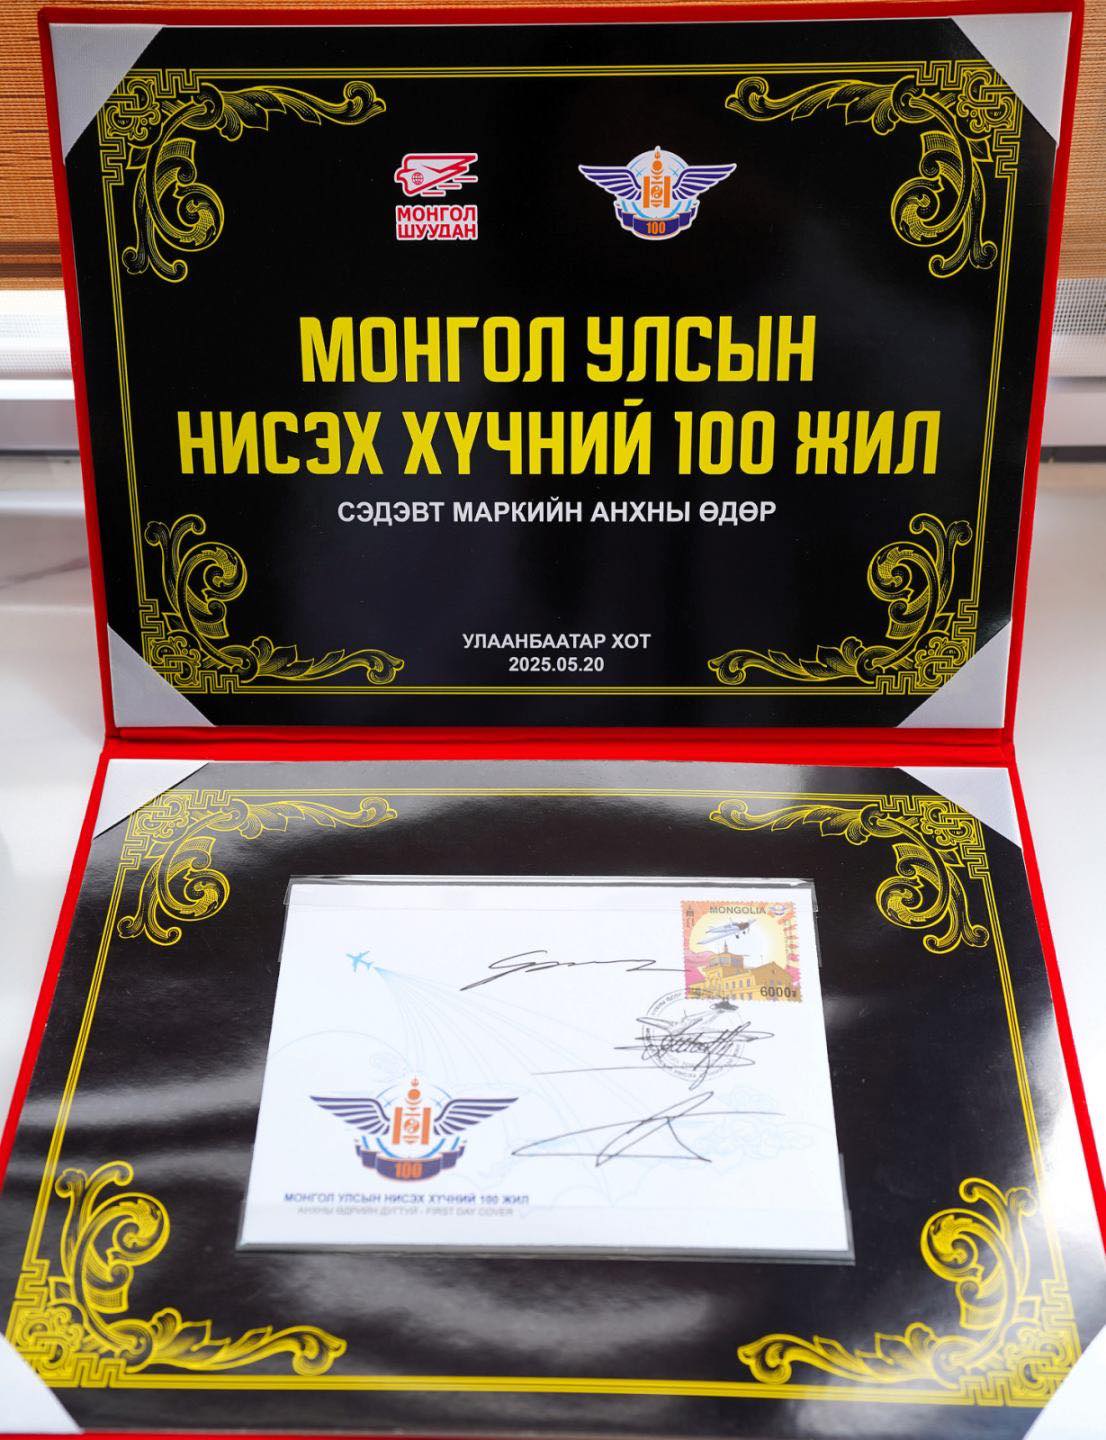 МОНГОЛ
ШУУДАН
100
МОНГОЛ УЛСЫН
НИСЭХ ХҮЧНИЙ 100 ЖИЛ
СЭДЭВТ МАРКИЙН АНХНЫ ӨДӨР
УЛААНБААТАР ХОТ
2025.05.20
MONGOLIA
6000₮
100
МОНГОЛ УЛСЫН НИСЭХ ХҮЧНИЙ 100 ЖИЛ
АНХНЫ ӨДРИЙН ДУГТУЙ - FIRST DAY COVER